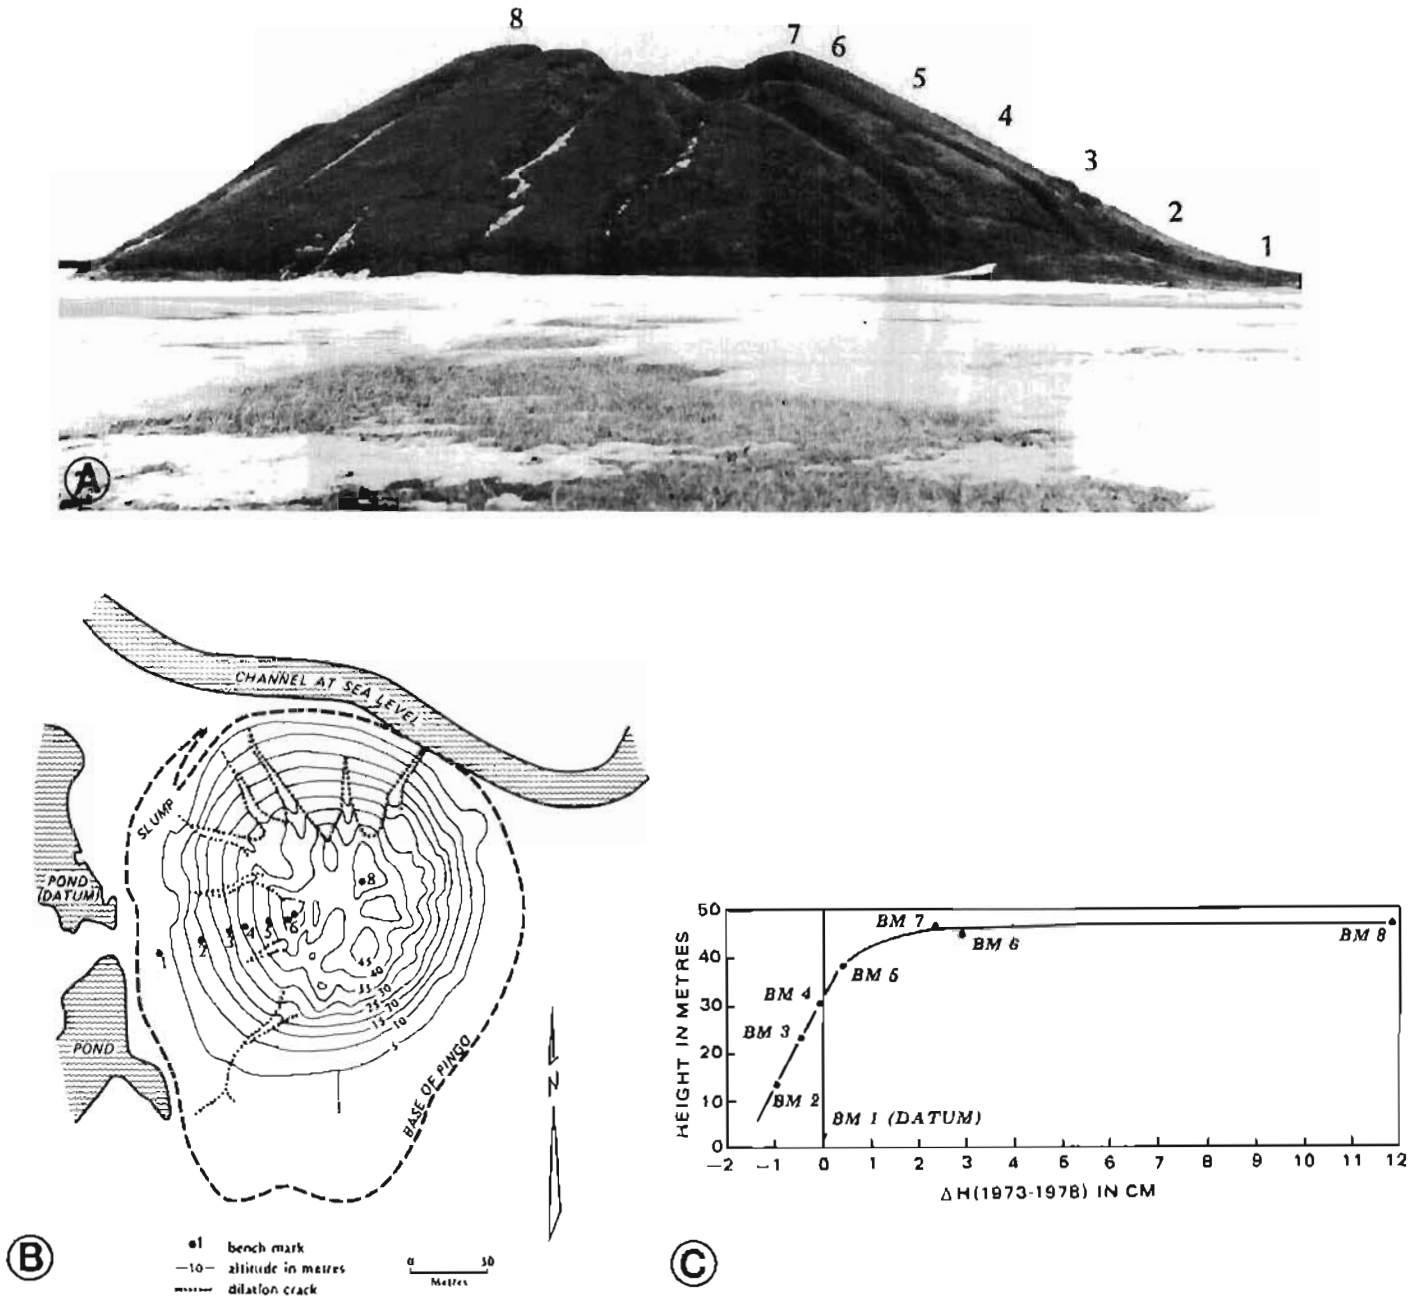 8
7
6
5
4
3
2
1
A
CHANNEL AT SEA LEVEL
SLUMP
POND
(DATUM)
8
6
5
4
3
2
1
45
40
35
30
25
20
15
10
5
POND
BASE OF PINGO
N
1 bench mark
—10— altitude in metres
dilation crack
0 50
Metres
B
50
40
30
20
10
0
HEIGHT IN METRES
BM 7
BM 6
BM 8
BM 5
BM 4
BM 3
BM 2
BM 1 (DATUM)
−2 −1 0 1 2 3 4 5 6 7 8 9 10 11 12
ΔH(1973-1978) IN CM
C